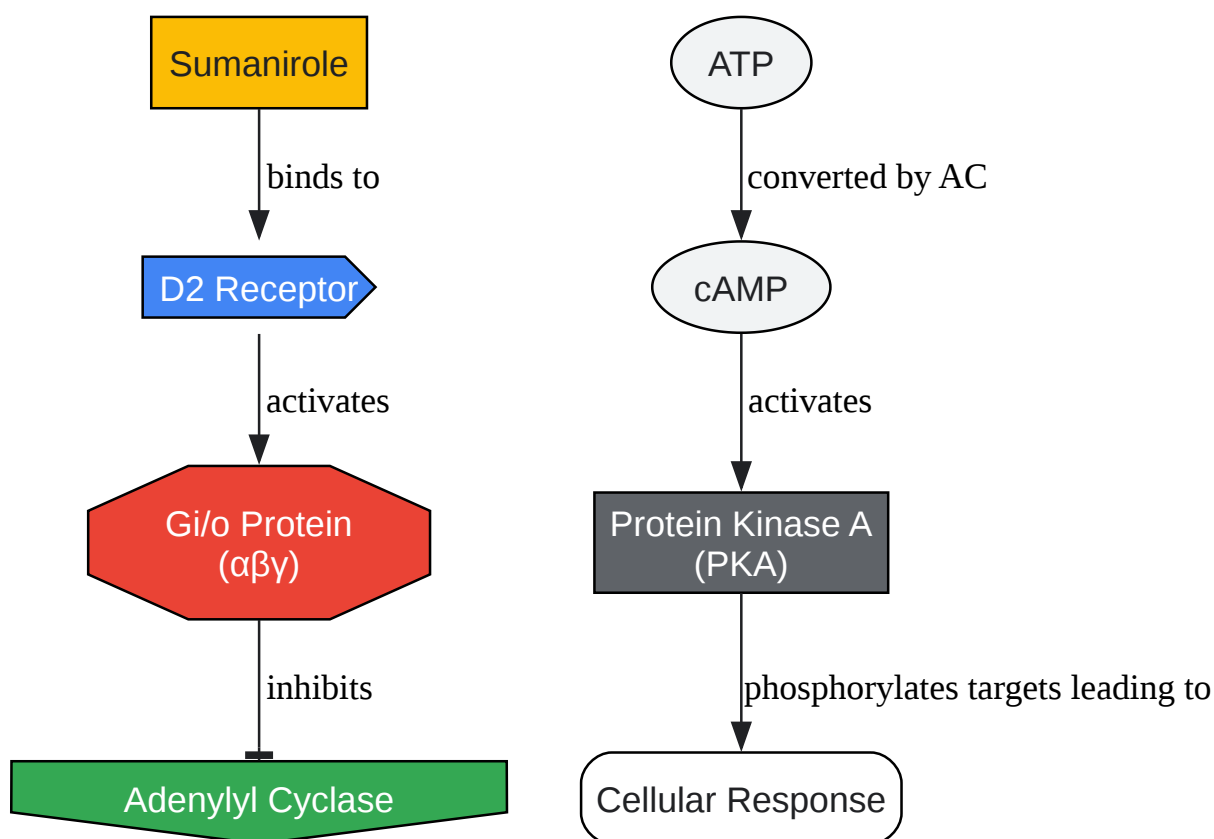 Sumanirole
binds to
D2 Receptor
activates
Gi/o Protein
(αβγ)
inhibits
Adenylyl Cyclase
ATP
converted by AC
cAMP
activates
Protein Kinase A
(PKA)
phosphorylates targets leading to
Cellular Response